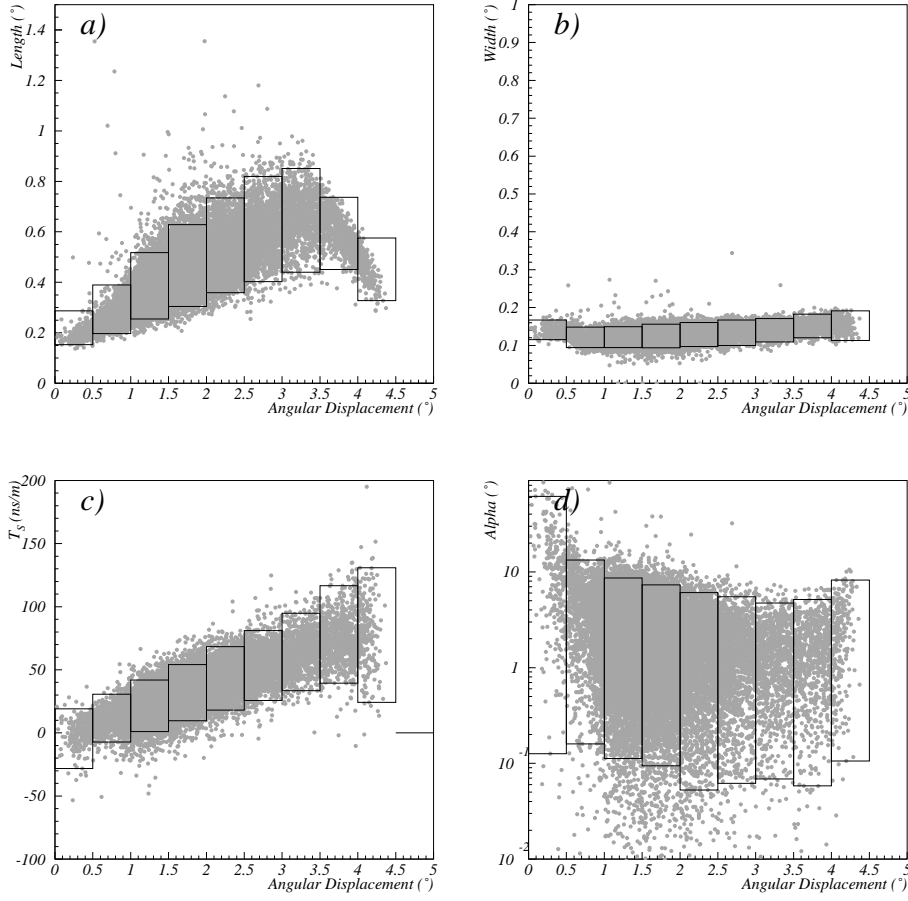 a)
Length (°)
1.4
1.2
1
0.8
0.6
0.4
0.2
0
0 0.5 1 1.5 2 2.5 3 3.5 4 4.5 5
Angular Displacement (°)
b)
Width (°)
1
0.9
0.8
0.7
0.6
0.5
0.4
0.3
0.2
0.1
0
0 0.5 1 1.5 2 2.5 3 3.5 4 4.5 5
Angular Displacement (°)
c)
T_S (ns/m)
200
150
100
50
0
-50
-100
0 0.5 1 1.5 2 2.5 3 3.5 4 4.5 5
Angular Displacement (°)
d)
Alpha (°)
10
1
10 -1
10 -2
0 0.5 1 1.5 2 2.5 3 3.5 4 4.5 5
Angular Displacement (°)